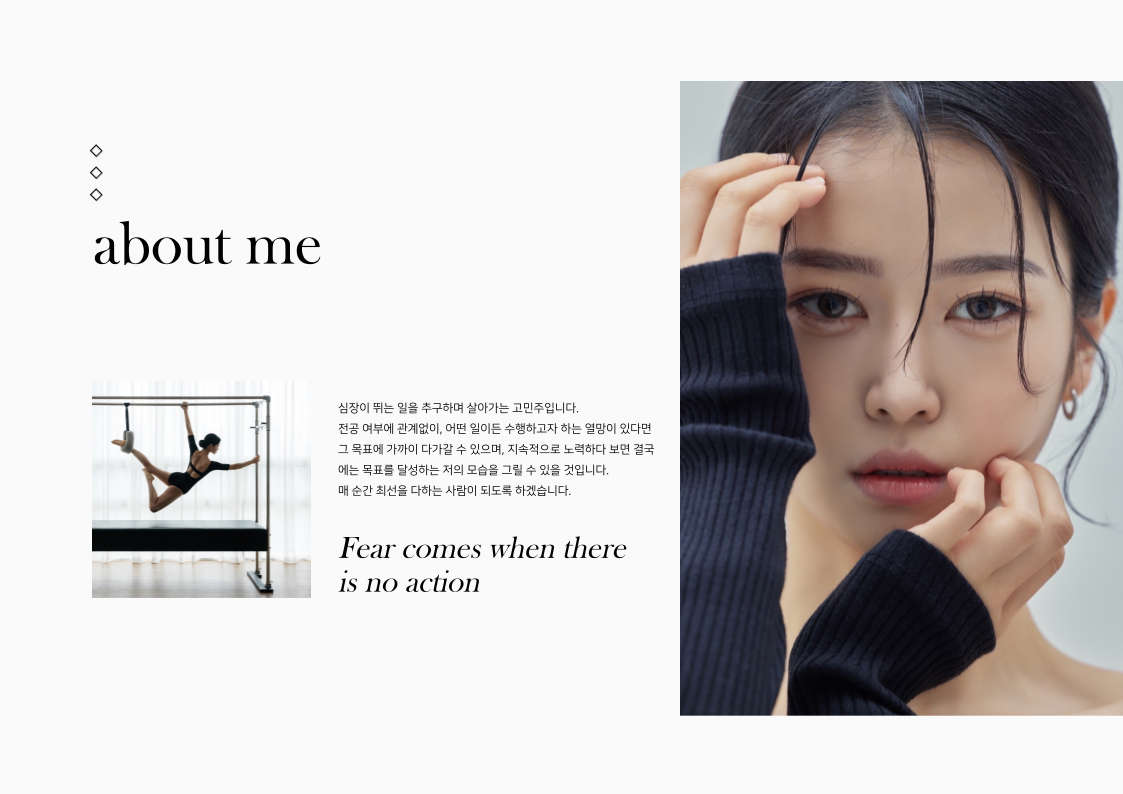 about me
심장이 뛰는 일을 추구하며 살아가는 고민주입니다.
전공 여부에 관계없이, 어떤 일이든 수행하고자 하는 열망이 있다면
그 목표에 가까이 다가갈 수 있으며, 지속적으로 노력하다 보면 결국
에는 목표를 달성하는 저의 모습을 그릴 수 있을 것입니다.
매 순간 최선을 다하는 사람이 되도록 하겠습니다.
Fear comes when there
is no action